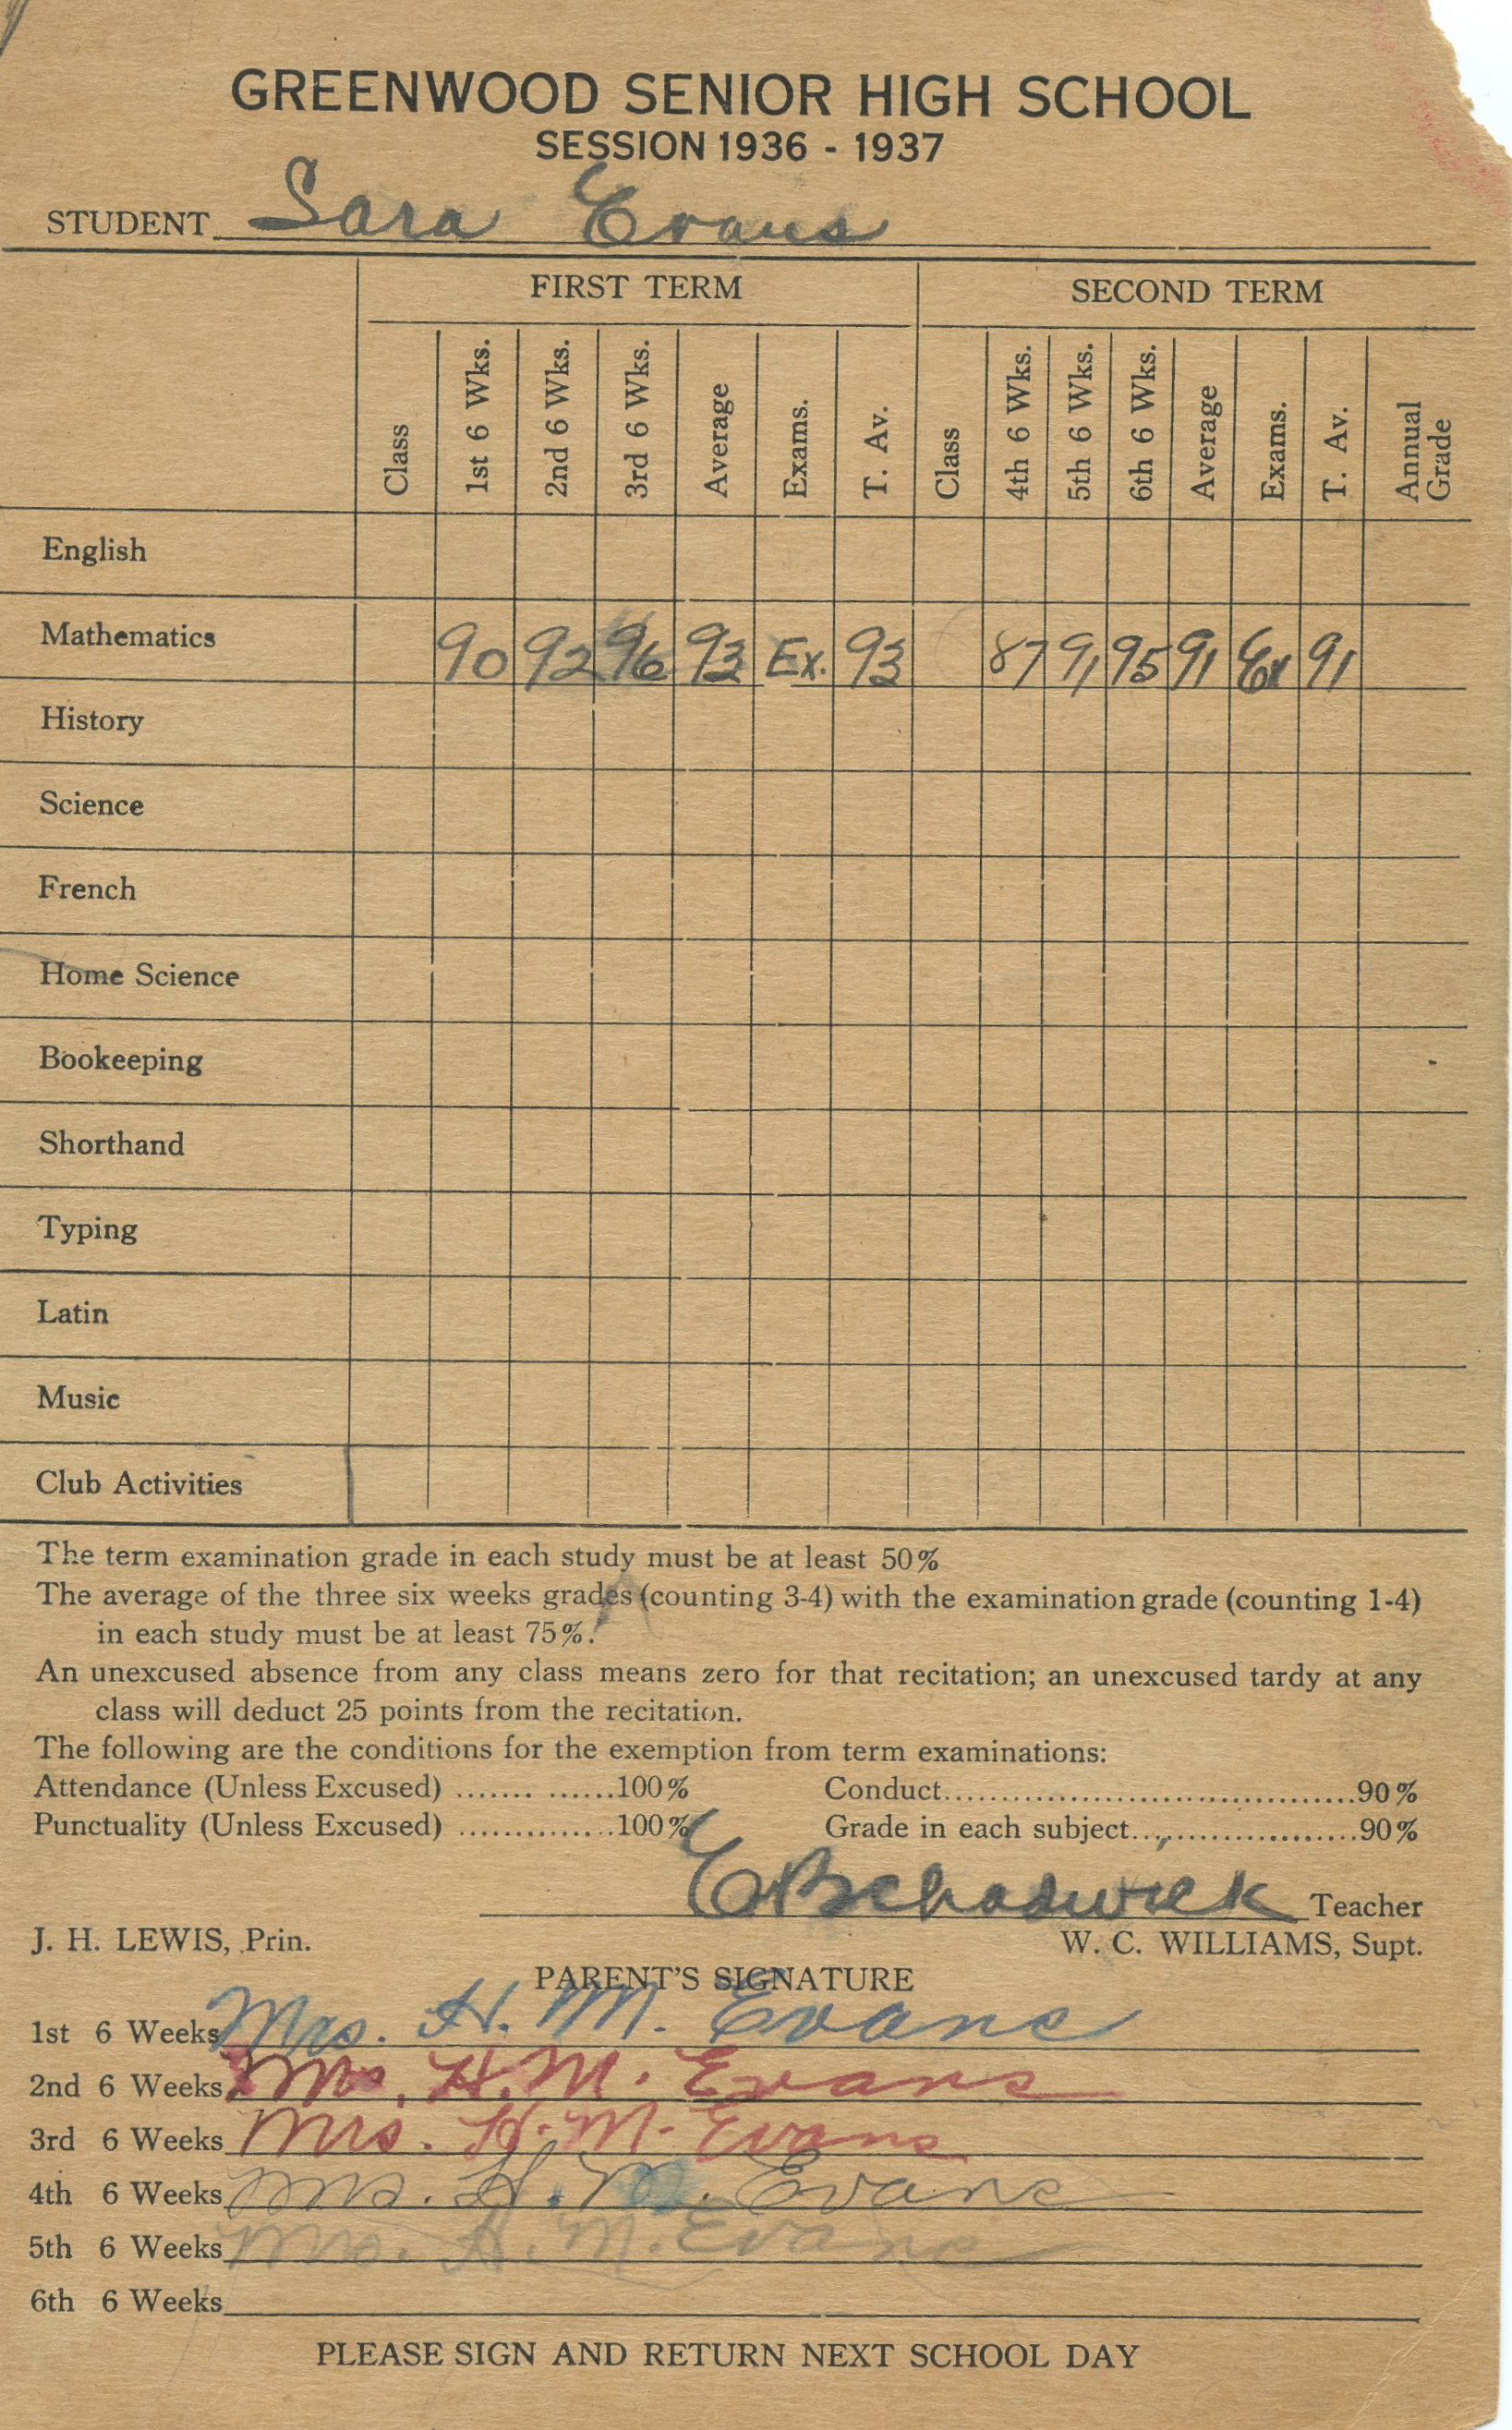 GREENWOOD SENIOR HIGH SCHOOL
SESSION 1936 - 1937
STUDENT Sara Evans
FIRST TERM SECOND TERM
Class 1st 6 Wks. 2nd 6 Wks. 3rd 6 Wks. Average Exams. T. Av. Class 4th 6 Wks. 5th 6 Wks. 6th 6 Wks. Average Exams. T. Av. Annual Grade
English
Mathematics 90 92 96 93 Ex. 93 87 91 95 91 Ex 91
History
Science
French
Home Science
Bookeeping
Shorthand
Typing
Latin
Music
Club Activities
The term examination grade in each study must be at least 50%
The average of the three six weeks grades (counting 3-4) with the examination grade (counting 1-4)
in each study must be at least 75%.
An unexcused absence from any class means zero for that recitation; an unexcused tardy at any
class will deduct 25 points from the recitation.
The following are the conditions for the exemption from term examinations:
Attendance (Unless Excused) ....... ......100% Conduct....................................90%
Punctuality (Unless Excused) ..............100% Grade in each subject......................90%
E B Chadwick Teacher
J. H. LEWIS, Prin. W. C. WILLIAMS, Supt.
PARENT'S SIGNATURE
1st 6 Weeks Mrs. H. M. Evans
2nd 6 Weeks Mrs. H. M. Evans
3rd 6 Weeks Mrs. H. M. Evans
4th 6 Weeks Mrs. H. M. Evans
5th 6 Weeks Mrs. H. M. Evans
6th 6 Weeks
PLEASE SIGN AND RETURN NEXT SCHOOL DAY